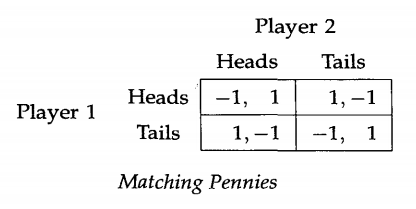 Player 2
Heads Tails
Player 1
Heads −1, 1 1, −1
Tails 1, −1 −1, 1
Matching Pennies